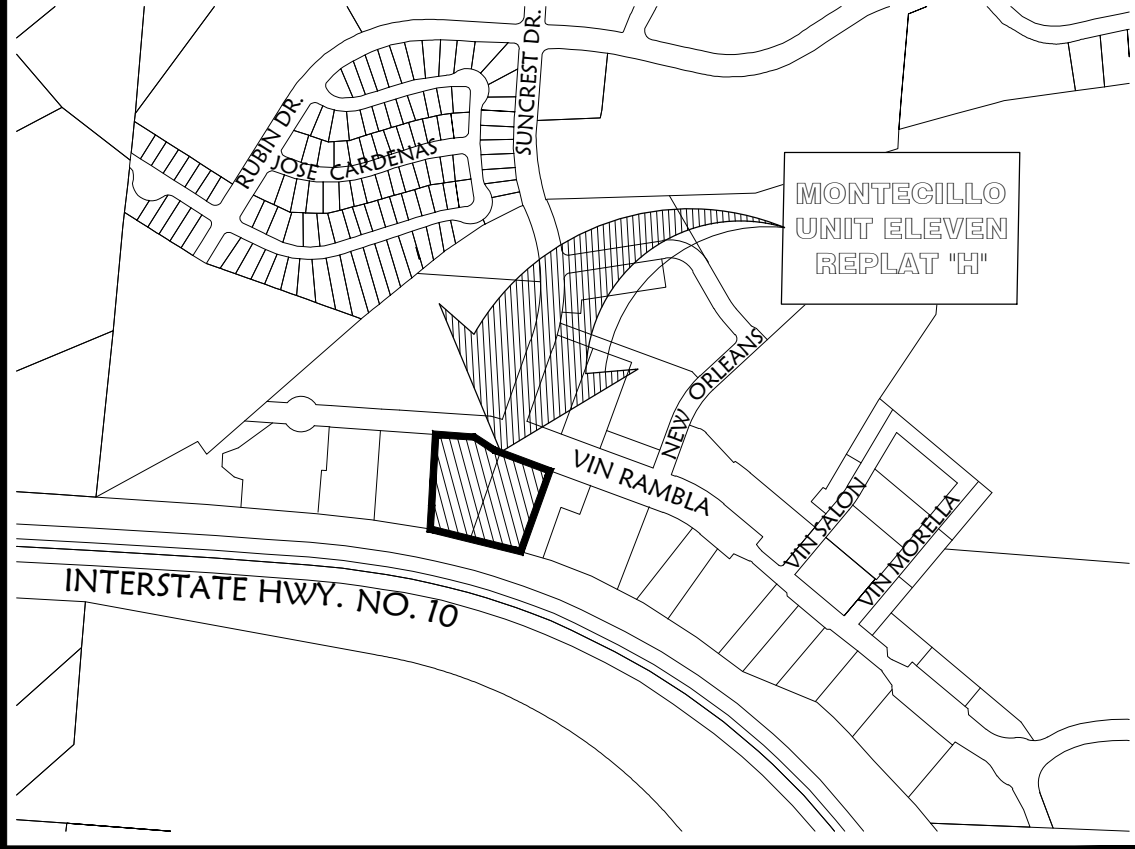 SUNCREST DR.
RUBIN DR.
JOSE CARDENAS
MONTECILLO
UNIT ELEVEN
REPLAT "H"
NEW ORLEANS
VIN RAMBLA
VIN SALON
VIN MORELLA
INTERSTATE HWY. NO. 10